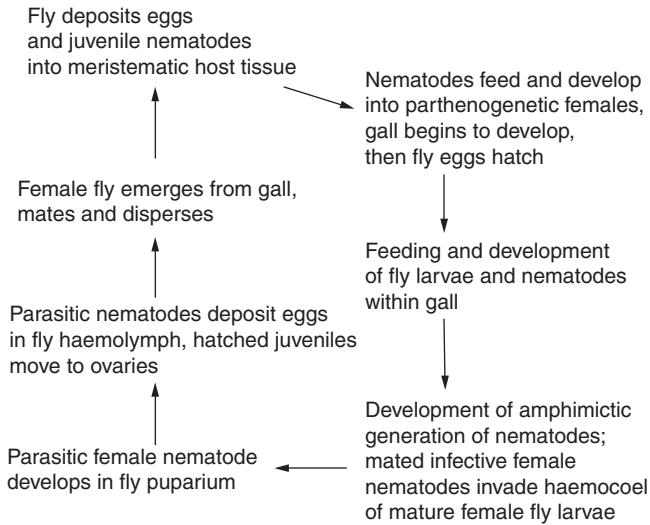 Fly deposits eggs
and juvenile nematodes
into meristematic host tissue
Nematodes feed and develop
into parthenogenetic females,
gall begins to develop,
then fly eggs hatch
Feeding and development
of fly larvae and nematodes
within gall
Development of amphimictic
generation of nematodes;
mated infective female
nematodes invade haemocoel
of mature female fly larvae
Parasitic female nematode
develops in fly puparium
Parasitic nematodes deposit eggs
in fly haemolymph, hatched juveniles
move to ovaries
Female fly emerges from gall,
mates and disperses